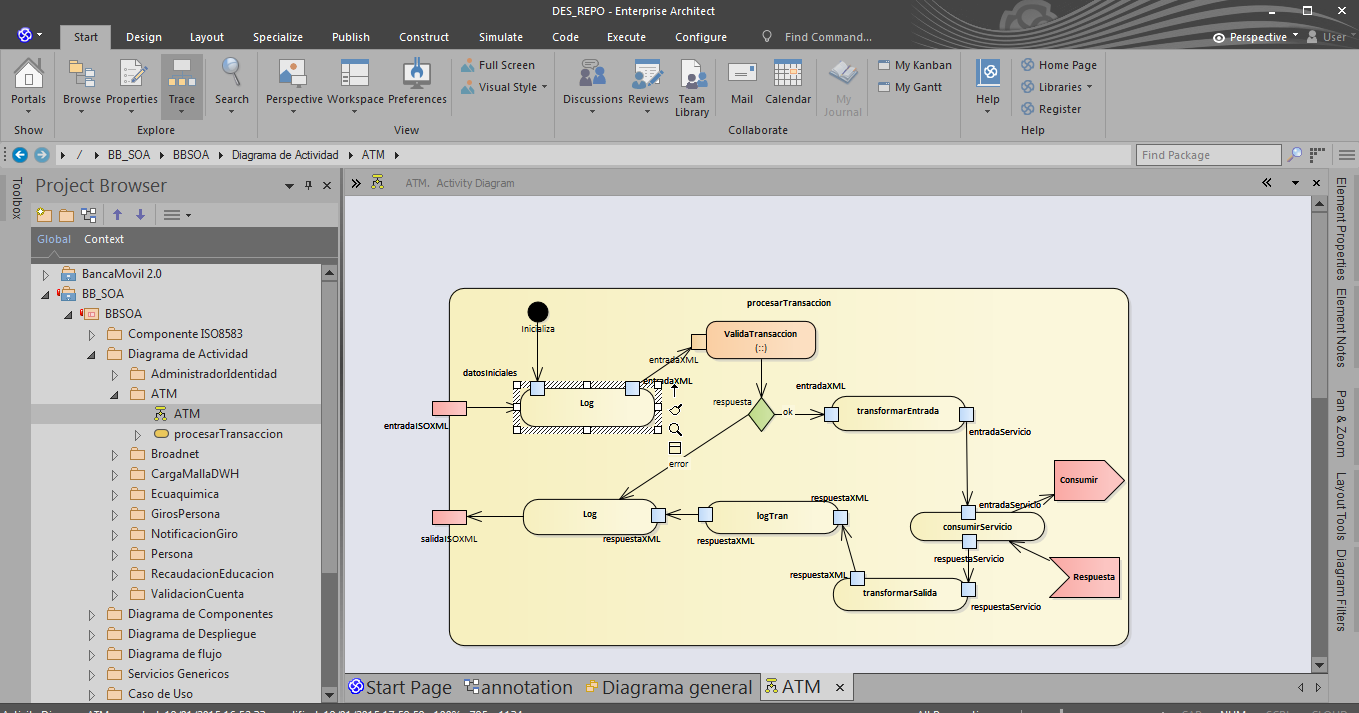 DES_REPO - Enterprise Architect
Start Design Layout Specialize Publish Construct Simulate Code Execute Configure Find Command... Perspective User
Portals Browse Properties Trace Search Perspective Workspace Preferences Full Screen Visual Style Discussions Reviews Team Library Mail Calendar My Journal My Kanban My Gantt Help Home Page Libraries Register
Show Explore View Collaborate Help
/ BB_SOA BBSOA Diagrama de Actividad ATM Find Package
Toolbox
Project Browser
Global Context
BancaMovil 2.0
BB_SOA
BBSOA
Componente ISO8583
Diagrama de Actividad
AdministradorIdentidad
ATM
ATM
procesarTransaccion
Broadnet
CargaMallaDWH
Ecuaquimica
GirosPersona
NotificacionGiro
Persona
RecaudacionEducacion
ValidacionCuenta
Diagrama de Componentes
Diagrama de Despliegue
Diagrama de flujo
Servicios Genericos
Caso de Uso
ATM. Activity Diagram
procesarTransaccion
Inicializa
ValidaTransaccion
(::)
entradaXML
datosIniciales
entradaXML
entradaXML
Log
respuesta
ok
transformarEntrada
entradaISOXML
entradaServicio
error
Consumir
respuestaXML
entradaServicio
Log
logTran
consumirServicio
salidaISOXML
respuestaXML
respuestaXML
respuestaServicio
respuestaXML
Respuesta
transformarSalida
respuestaServicio
Element Properties
Element Notes
Pan & Zoom
Layout Tools
Diagram Filters
Start Page annotation Diagrama general ATM